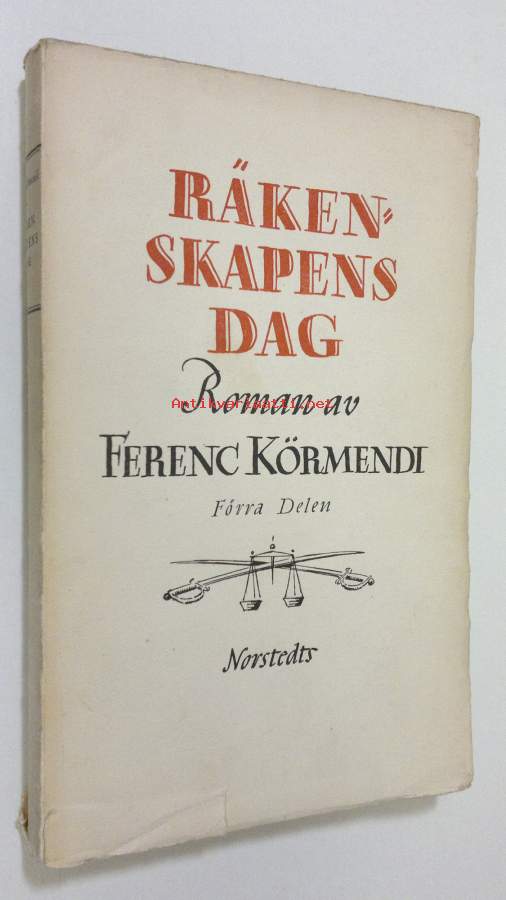 RÄKEN=
SKAPENS
DAG
Roman av
Antikvariaatti.net
FERENC KÖRMENDI
Förra Delen
Norstedts